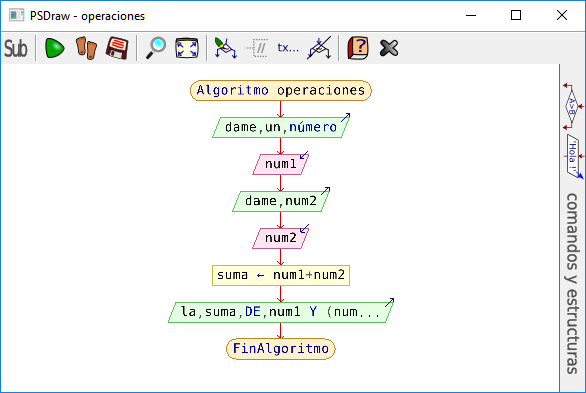 PSDraw - operaciones
Sub
tx...
Algoritmo operaciones
dame,un,número
num1
dame,num2
num2
suma ← num1+num2
la,suma,DE,num1 Y (num...
FinAlgoritmo
A>B
"Hola !"
comandos y estructuras